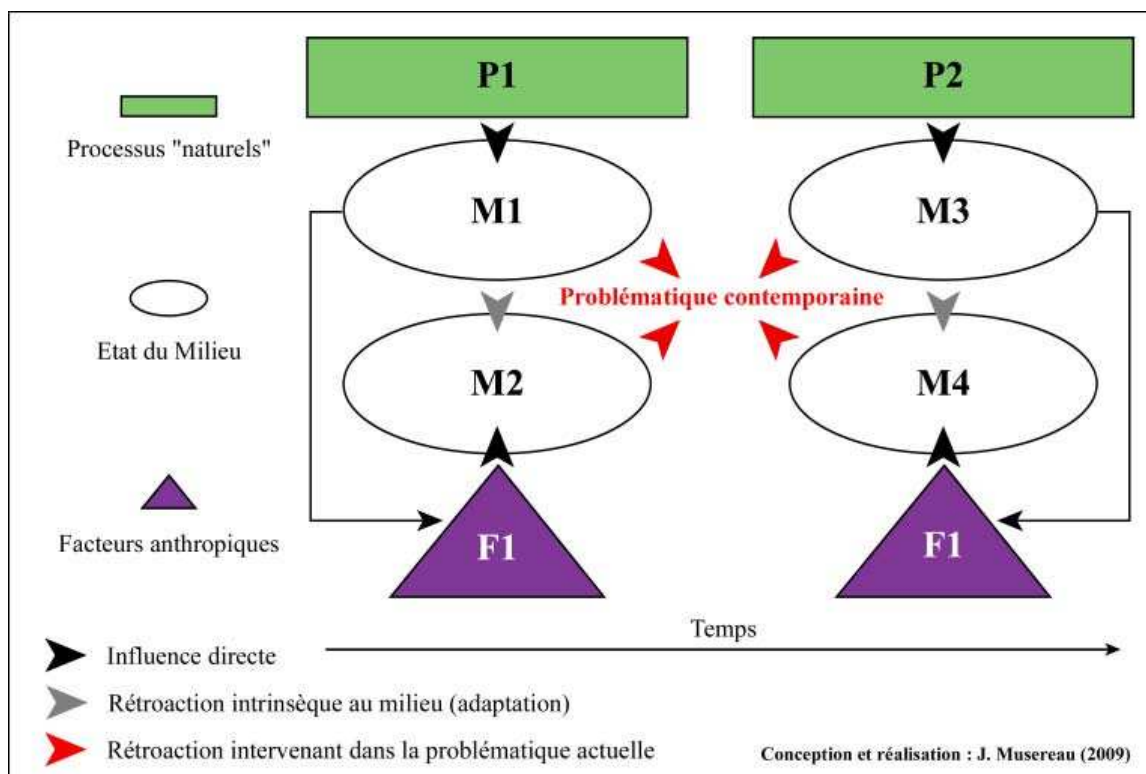 P1
P2
Processus "naturels"
M1
M3
Problématique contemporaine
Etat du Milieu
M2
M4
Facteurs anthropiques
F1
F1
Temps
Influence directe
Rétroaction intrinsèque au milieu (adaptation)
Rétroaction intervenant dans la problématique actuelle
Conception et réalisation : J. Musereau (2009)